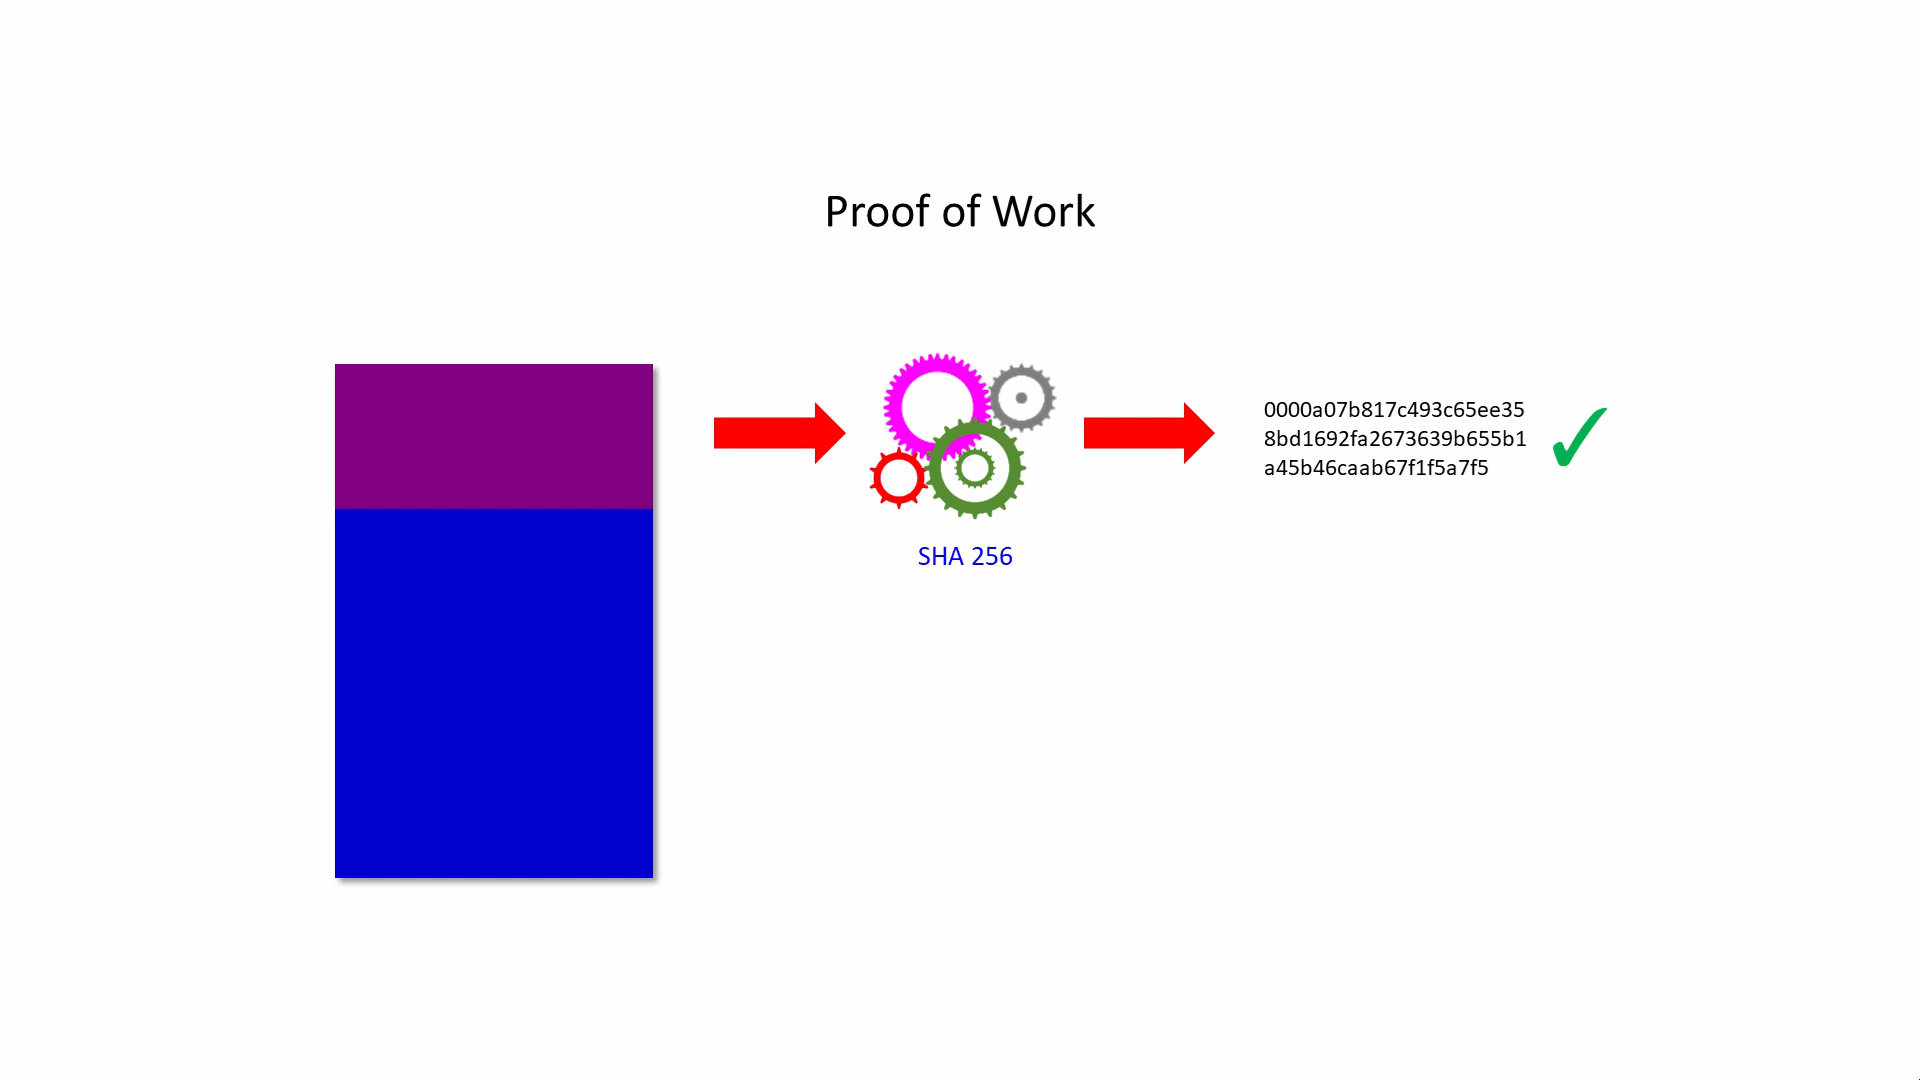 Proof of Work
0000a07b817c493c65ee35
8bd1692fa2673639b655b1
a45b46caab67f1f5a7f5
SHA 256